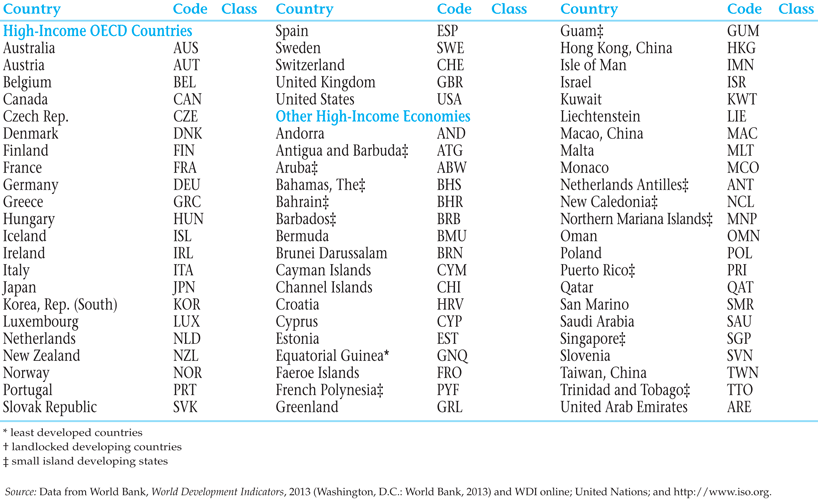 Country Code Class Country Code Class Country Code Class
High-Income OECD Countries Spain ESP Guam‡ GUM
Australia AUS Sweden SWE Hong Kong, China HKG
Austria AUT Switzerland CHE Isle of Man IMN
Belgium BEL United Kingdom GBR Israel ISR
Canada CAN United States USA Kuwait KWT
Czech Rep. CZE Other High-Income Economies Liechtenstein LIE
Denmark DNK Andorra AND Macao, China MAC
Finland FIN Antigua and Barbuda‡ ATG Malta MLT
France FRA Aruba‡ ABW Monaco MCO
Germany DEU Bahamas, The‡ BHS Netherlands Antilles‡ ANT
Greece GRC Bahrain‡ BHR New Caledonia‡ NCL
Hungary HUN Barbados‡ BRB Northern Mariana Islands‡ MNP
Iceland ISL Bermuda BMU Oman OMN
Ireland IRL Brunei Darussalam BRN Poland POL
Italy ITA Cayman Islands CYM Puerto Rico‡ PRI
Japan JPN Channel Islands CHI Qatar QAT
Korea, Rep. (South) KOR Croatia HRV San Marino SMR
Luxembourg LUX Cyprus CYP Saudi Arabia SAU
Netherlands NLD Estonia EST Singapore‡ SGP
New Zealand NZL Equatorial Guinea* GNQ Slovenia SVN
Norway NOR Faeroe Islands FRO Taiwan, China TWN
Portugal PRT French Polynesia‡ PYF Trinidad and Tobago‡ TTO
Slovak Republic SVK Greenland GRL United Arab Emirates ARE
* least developed countries
† landlocked developing countries
‡ small island developing states
Source: Data from World Bank, World Development Indicators, 2013 (Washington, D.C.: World Bank, 2013) and WDI online; United Nations; and http://www.iso.org.